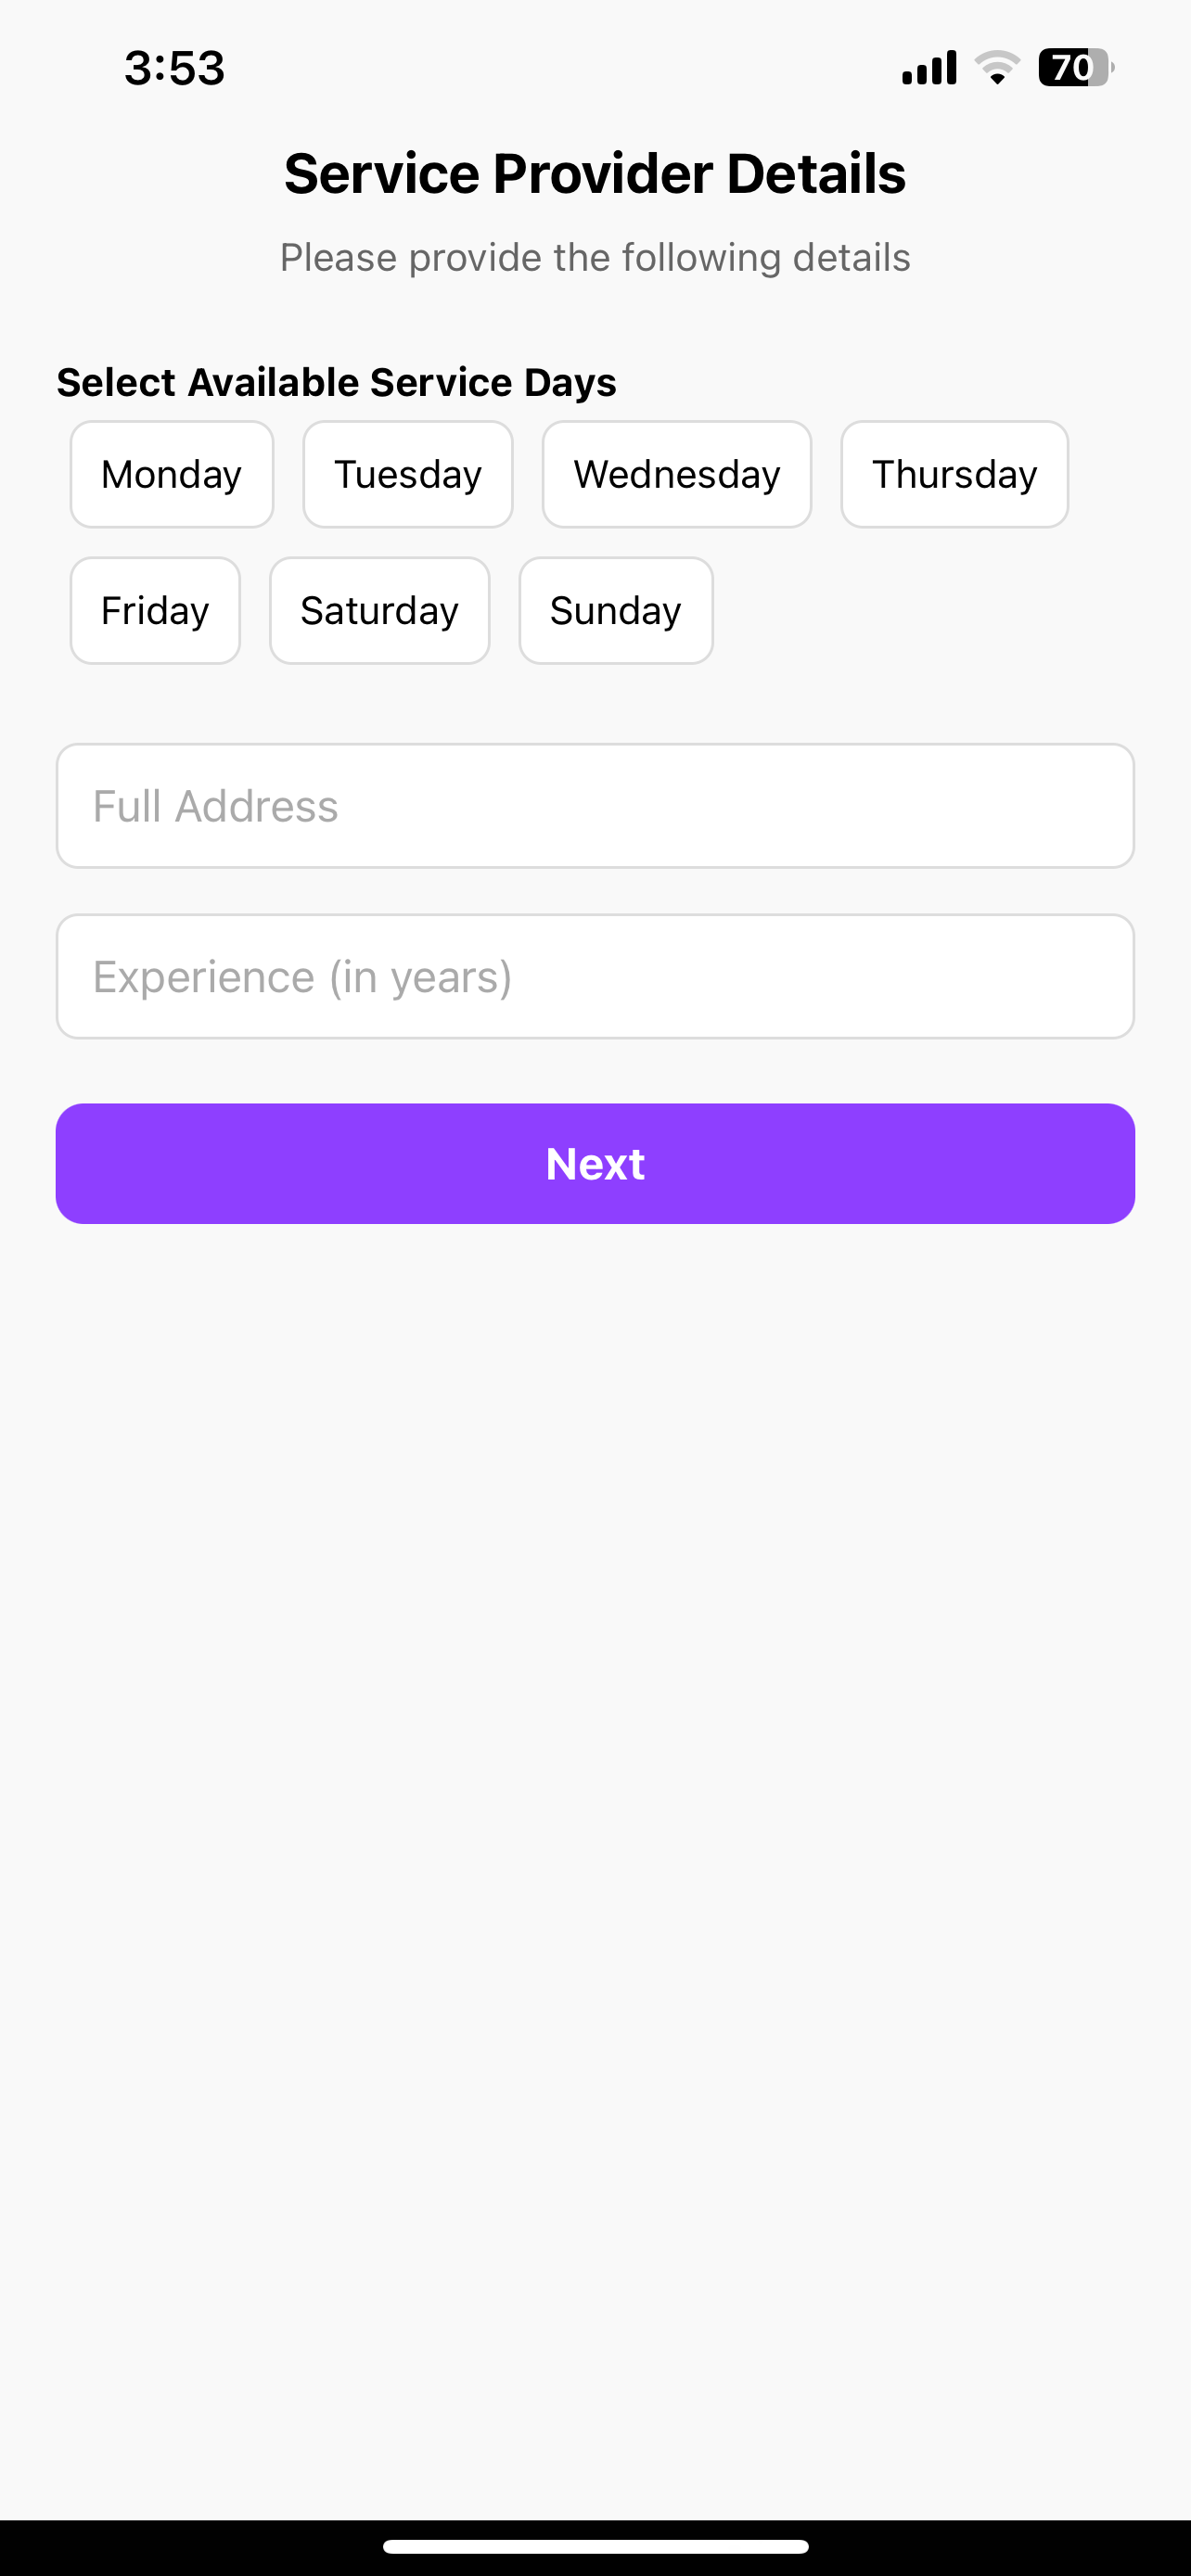 3:53
70
Service Provider Details
Please provide the following details
Select Available Service Days
Monday Tuesday Wednesday Thursday
Friday Saturday Sunday
Full Address
Experience (in years)
Next